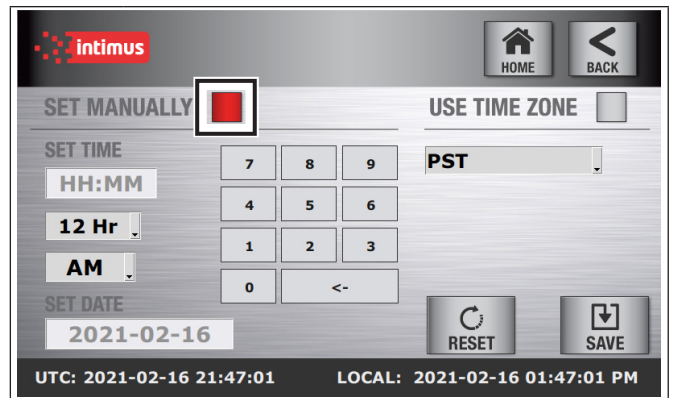 intimus
HOME
BACK
SET MANUALLY
USE TIME ZONE
SET TIME
HH:MM
12 Hr
AM
SET DATE
2021-02-16
7 8 9
4 5 6
1 2 3
0 <-
PST
RESET
SAVE
UTC: 2021-02-16 21:47:01 LOCAL: 2021-02-16 01:47:01 PM